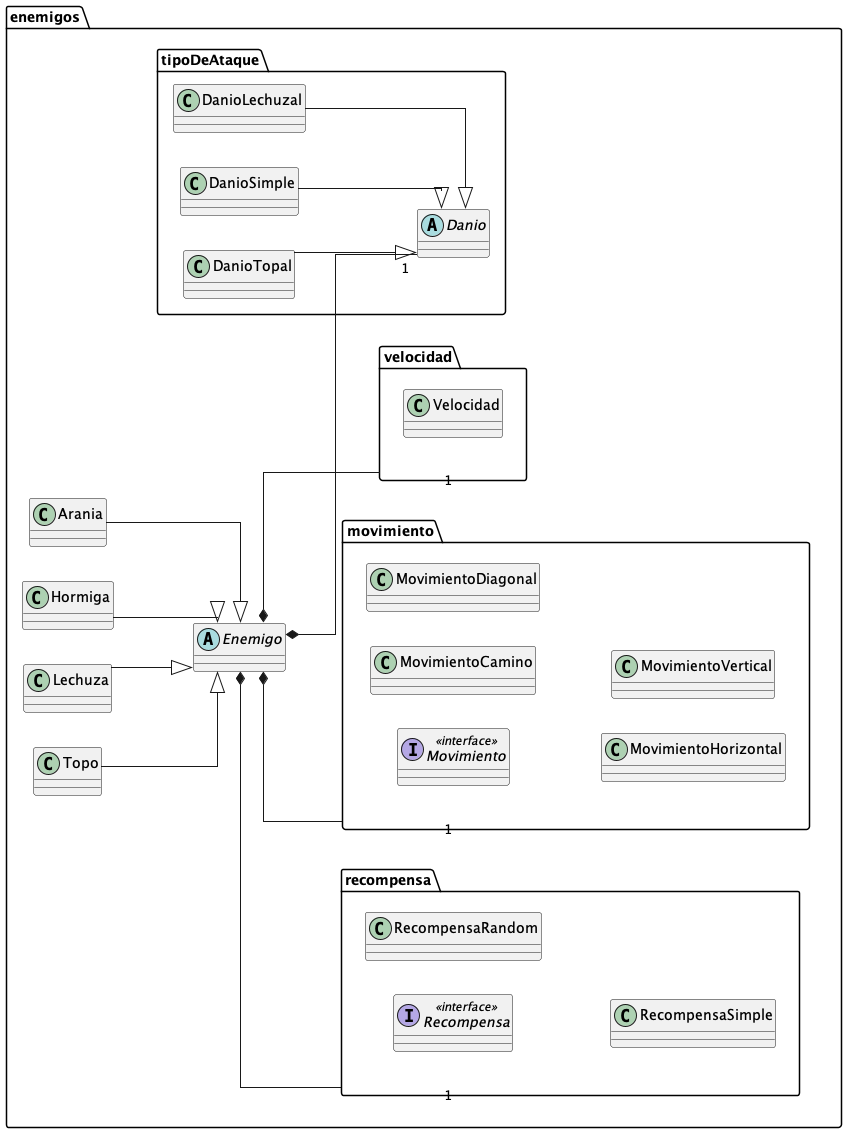 enemigos
tipoDeAtaque
C DanioLechuzal
C DanioSimple
A Danio
C DanioTopal
1
velocidad
C Velocidad
1
C Arania
C Hormiga
A Enemigo
C Lechuza
C Topo
movimiento
C MovimientoDiagonal
C MovimientoCamino
C MovimientoVertical
«interface»
I Movimiento
C MovimientoHorizontal
1
recompensa
C RecompensaRandom
«interface»
I Recompensa
C RecompensaSimple
1